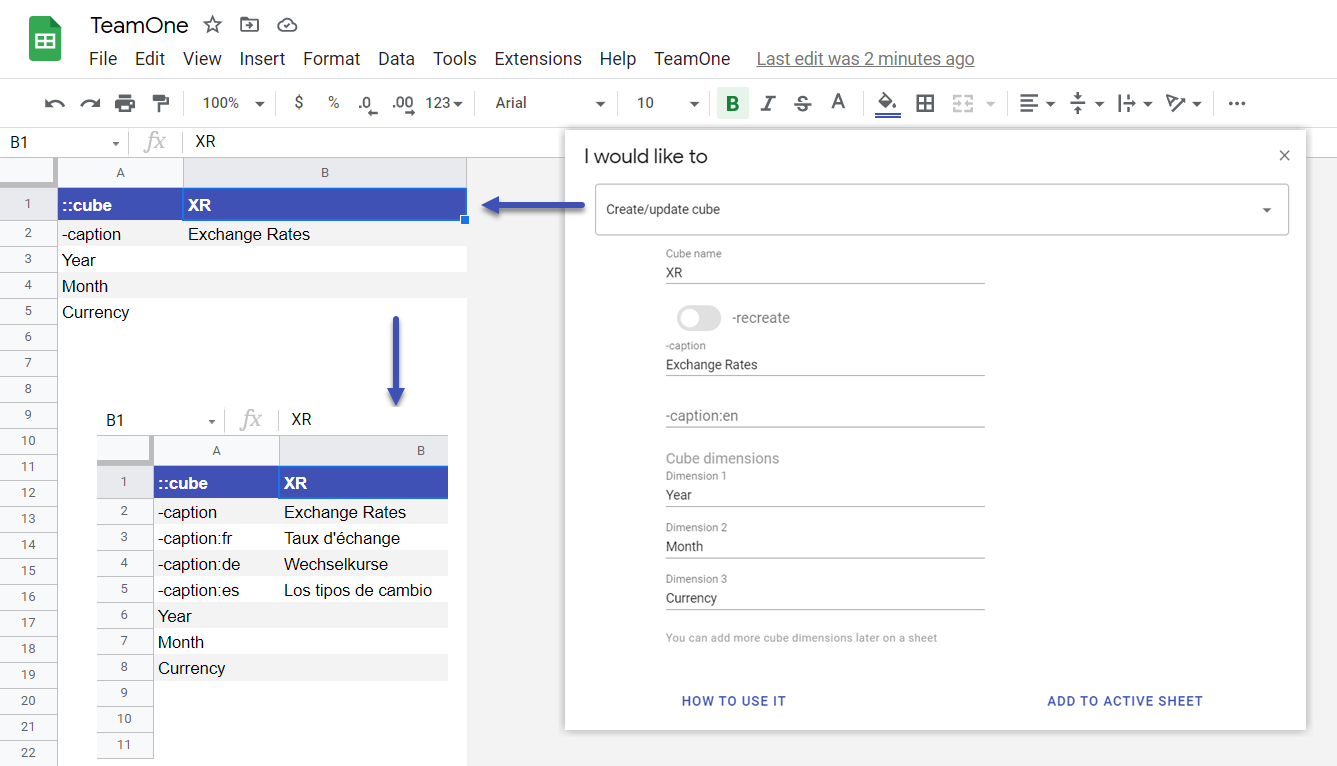 TeamOne
File Edit View Insert Format Data Tools Extensions Help TeamOne Last edit was 2 minutes ago
100% $ % .0 .00 123 Arial 10 B I S A
B1 fx XR
A B
1 ::cube XR
2 -caption Exchange Rates
3 Year
4 Month
5 Currency
6
7
8
9
10
11
12
13
14
15
16
17
18
19
20
21
22
B1 fx XR
A B
1 ::cube XR
2 -caption Exchange Rates
3 -caption:fr Taux d'échange
4 -caption:de Wechselkurse
5 -caption:es Los tipos de cambio
6 Year
7 Month
8 Currency
9
10
11
I would like to
Create/update cube
Cube name
XR
-recreate
-caption
Exchange Rates
-caption:en
Cube dimensions
Dimension 1
Year
Dimension 2
Month
Dimension 3
Currency
You can add more cube dimensions later on a sheet
HOW TO USE IT ADD TO ACTIVE SHEET